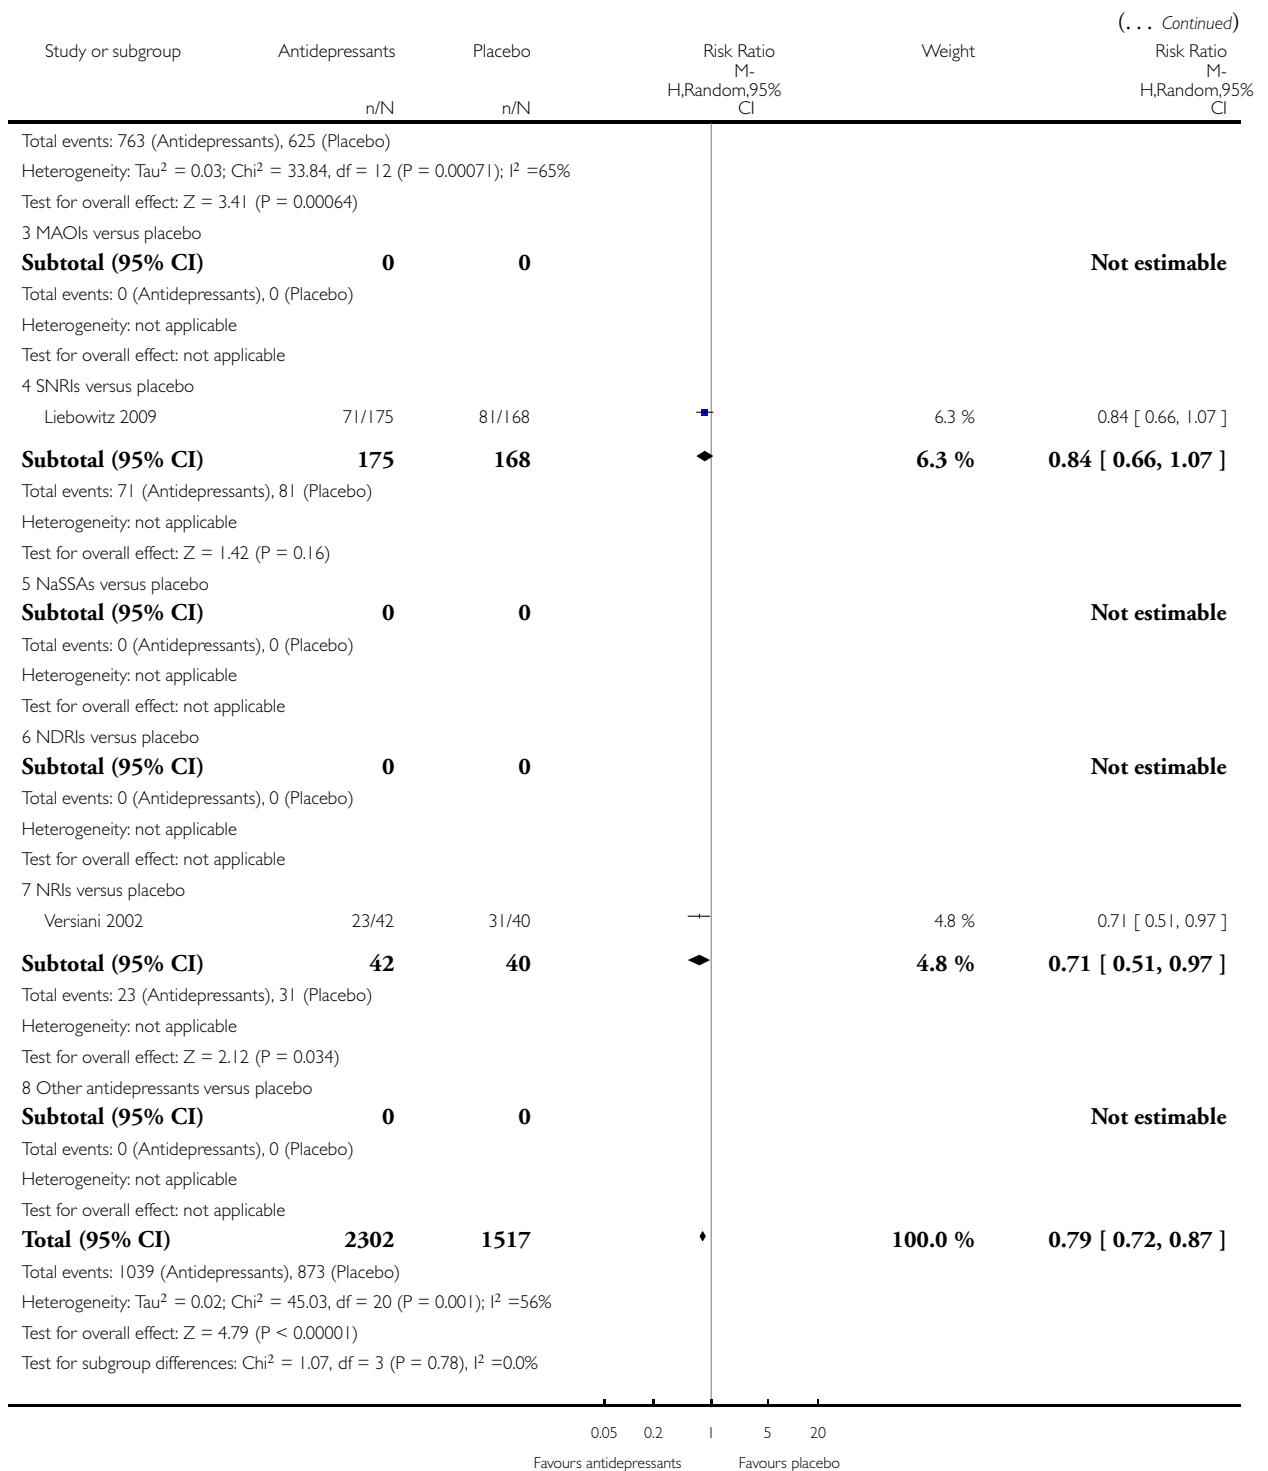 (... Continued)
Study or subgroup Antidepressants Placebo Risk Ratio Weight Risk Ratio
M- M-
H,Random,95% H,Random,95%
n/N n/N CI CI
Total events: 763 (Antidepressants), 625 (Placebo)
Heterogeneity: Tau² = 0.03; Chi² = 33.84, df = 12 (P = 0.00071); I² =65%
Test for overall effect: Z = 3.41 (P = 0.00064)
3 MAOIs versus placebo
Subtotal (95% CI) 0 0 Not estimable
Total events: 0 (Antidepressants), 0 (Placebo)
Heterogeneity: not applicable
Test for overall effect: not applicable
4 SNRIs versus placebo
Liebowitz 2009 71/175 81/168 6.3 % 0.84 [ 0.66, 1.07 ]
Subtotal (95% CI) 175 168 6.3 % 0.84 [ 0.66, 1.07 ]
Total events: 71 (Antidepressants), 81 (Placebo)
Heterogeneity: not applicable
Test for overall effect: Z = 1.42 (P = 0.16)
5 NaSSAs versus placebo
Subtotal (95% CI) 0 0 Not estimable
Total events: 0 (Antidepressants), 0 (Placebo)
Heterogeneity: not applicable
Test for overall effect: not applicable
6 NDRIs versus placebo
Subtotal (95% CI) 0 0 Not estimable
Total events: 0 (Antidepressants), 0 (Placebo)
Heterogeneity: not applicable
Test for overall effect: not applicable
7 NRIs versus placebo
Versiani 2002 23/42 31/40 4.8 % 0.71 [ 0.51, 0.97 ]
Subtotal (95% CI) 42 40 4.8 % 0.71 [ 0.51, 0.97 ]
Total events: 23 (Antidepressants), 31 (Placebo)
Heterogeneity: not applicable
Test for overall effect: Z = 2.12 (P = 0.034)
8 Other antidepressants versus placebo
Subtotal (95% CI) 0 0 Not estimable
Total events: 0 (Antidepressants), 0 (Placebo)
Heterogeneity: not applicable
Test for overall effect: not applicable
Total (95% CI) 2302 1517 100.0 % 0.79 [ 0.72, 0.87 ]
Total events: 1039 (Antidepressants), 873 (Placebo)
Heterogeneity: Tau² = 0.02; Chi² = 45.03, df = 20 (P = 0.001); I² =56%
Test for overall effect: Z = 4.79 (P < 0.00001)
Test for subgroup differences: Chi² = 1.07, df = 3 (P = 0.78), I² =0.0%
0.05 0.2 1 5 20
Favours antidepressants Favours placebo